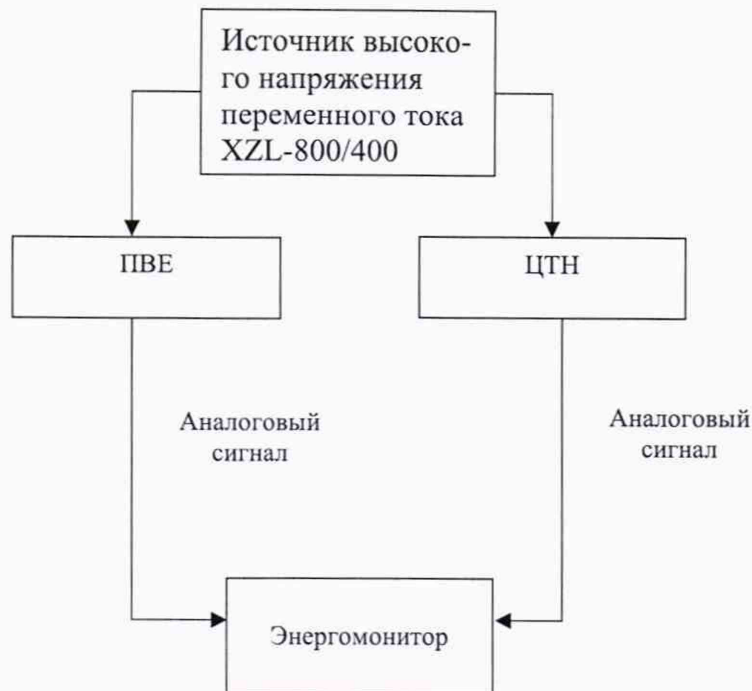 Источник высоко-
го напряжения
переменного тока
XZL-800/400
ПВЕ
ЦТН
Аналоговый
сигнал
Аналоговый
сигнал
Энергомонитор